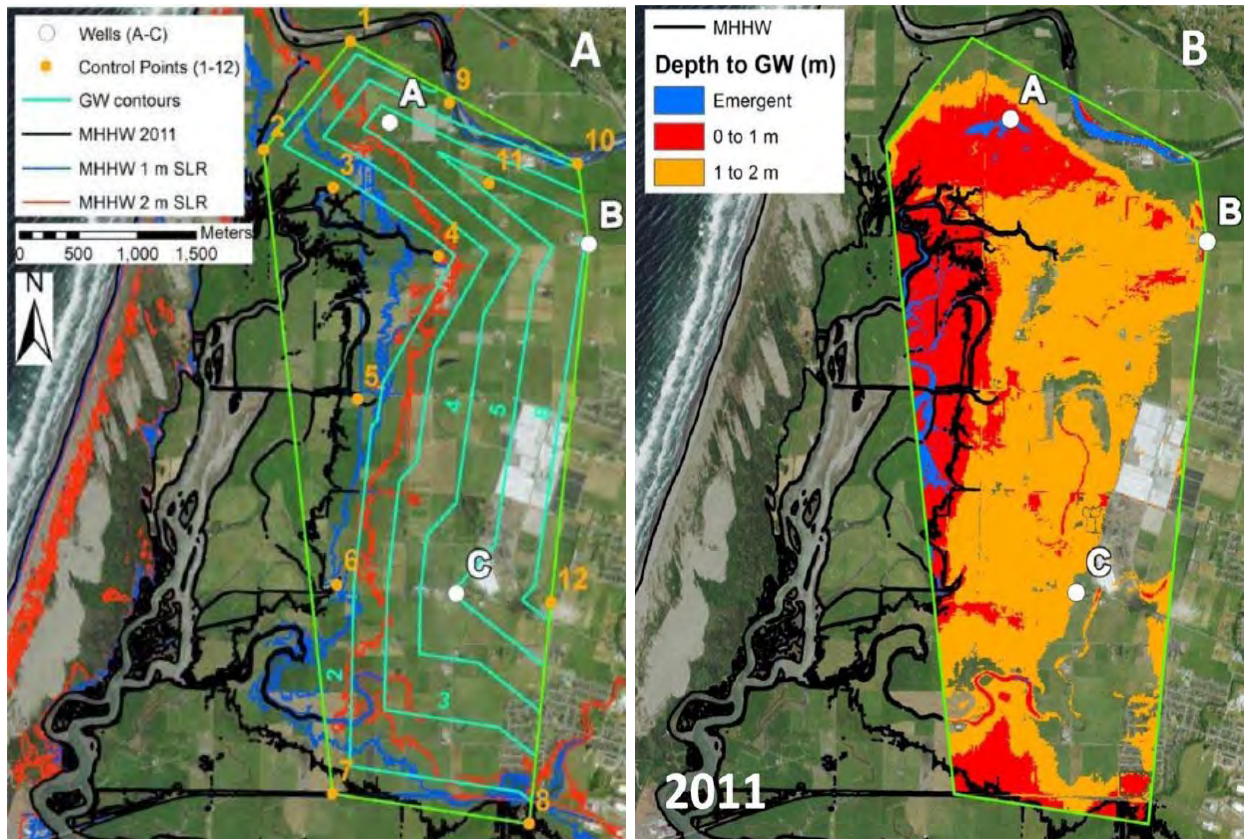 A
Wells (A-C)
Control Points (1-12)
GW contours
MHHW 2011
MHHW 1 m SLR
MHHW 2 m SLR
Meters
0 500 1,000 1,500
N
1
9
A
2
10
11
3
B
4
5
4
5
6
C
6
12
2
3
7
8
B
MHHW
Depth to GW (m)
Emergent
0 to 1 m
1 to 2 m
A
B
C
2011